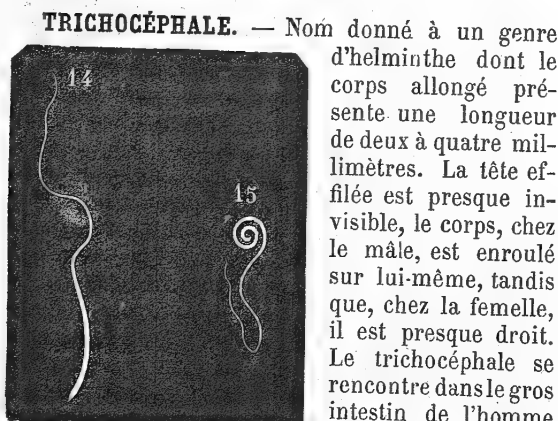 TRICHOCÉPHALE. — Nom donné à un genre
d'helminthe dont le
corps allongé pré-
sente une longueur
de deux à quatre mil-
limètres. La tête ef-
filée est presque in-
visible, le corps, chez
le mâle, est enroulé
sur lui-même, tandis
que, chez la femelle,
il est presque droit.
Le trichocéphale se
rencontre dans le gros
intestin de l'homme
14
15